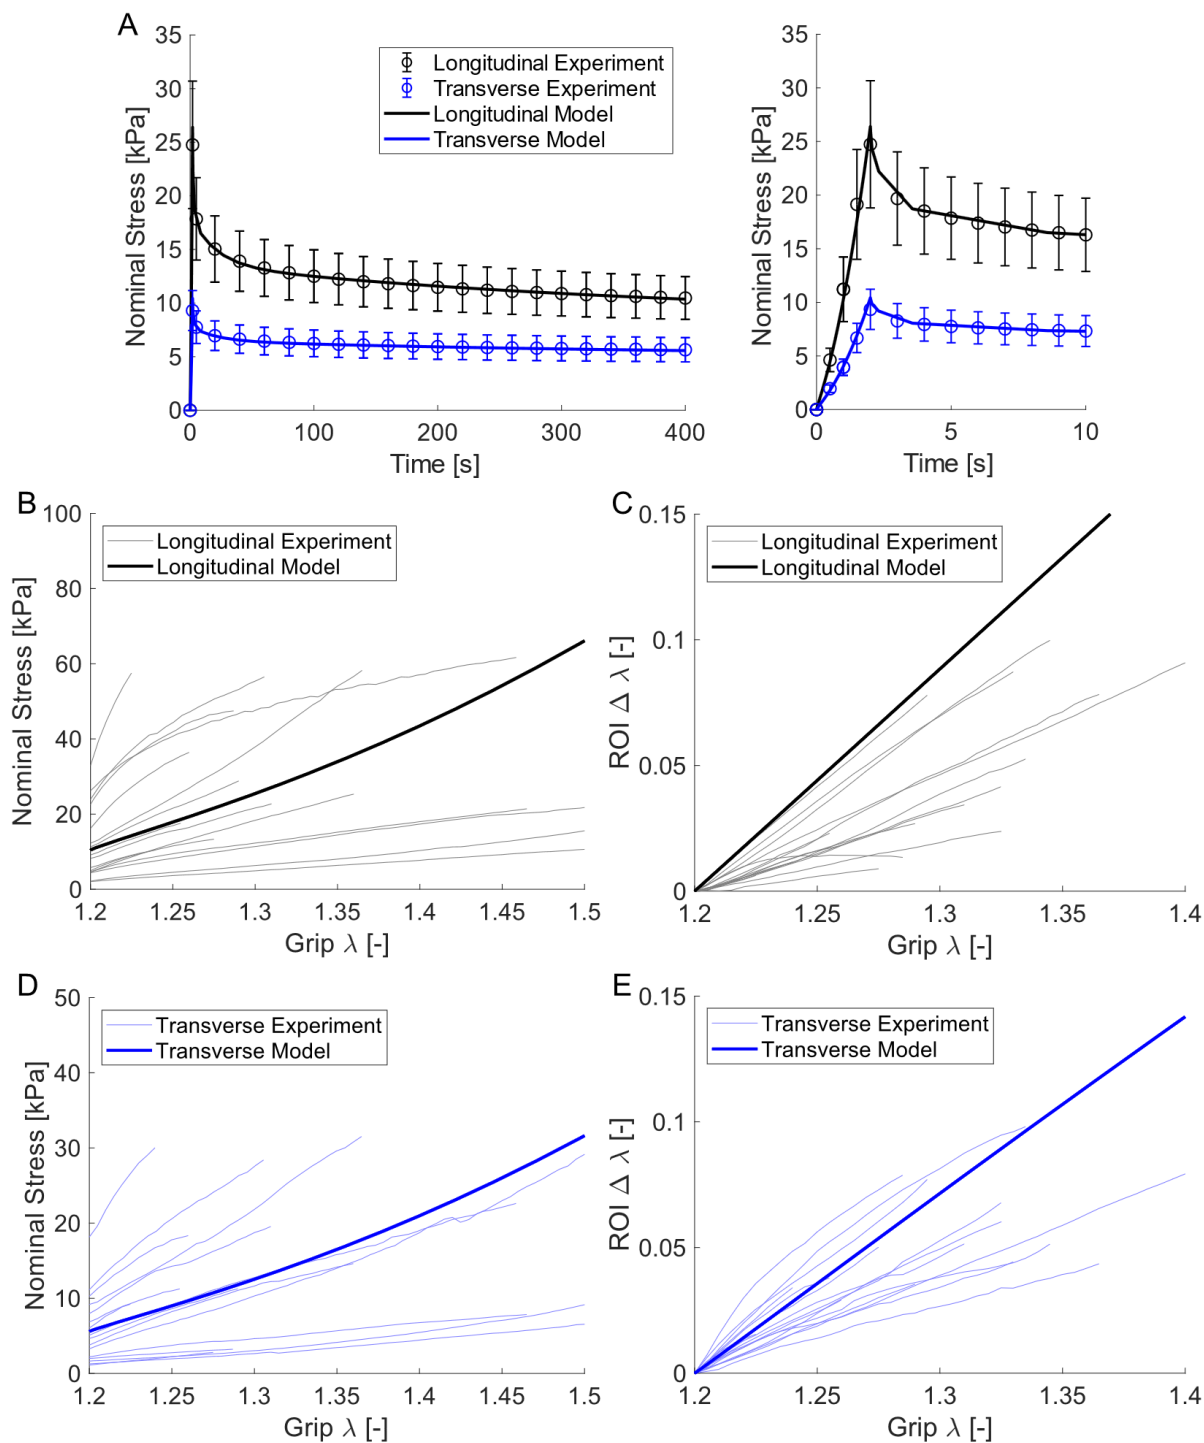 A
35
30
25
20
15
10
5
0
Nominal Stress [kPa]
0
100
200
300
400
Time [s]
Longitudinal Experiment
Transverse Experiment
Longitudinal Model
Transverse Model
35
30
25
20
15
10
5
0
Nominal Stress [kPa]
0
5
10
Time [s]
B
100
80
60
40
20
0
Nominal Stress [kPa]
Longitudinal Experiment
Longitudinal Model
1.2
1.25
1.3
1.35
1.4
1.45
1.5
Grip λ [-]
C
0.15
0.1
0.05
0
ROI Δ λ [-]
Longitudinal Experiment
Longitudinal Model
1.2
1.25
1.3
1.35
1.4
Grip λ [-]
D
50
40
30
20
10
0
Nominal Stress [kPa]
Transverse Experiment
Transverse Model
1.2
1.25
1.3
1.35
1.4
1.45
1.5
Grip λ [-]
E
0.15
0.1
0.05
0
ROI Δ λ [-]
Transverse Experiment
Transverse Model
1.2
1.25
1.3
1.35
1.4
Grip λ [-]